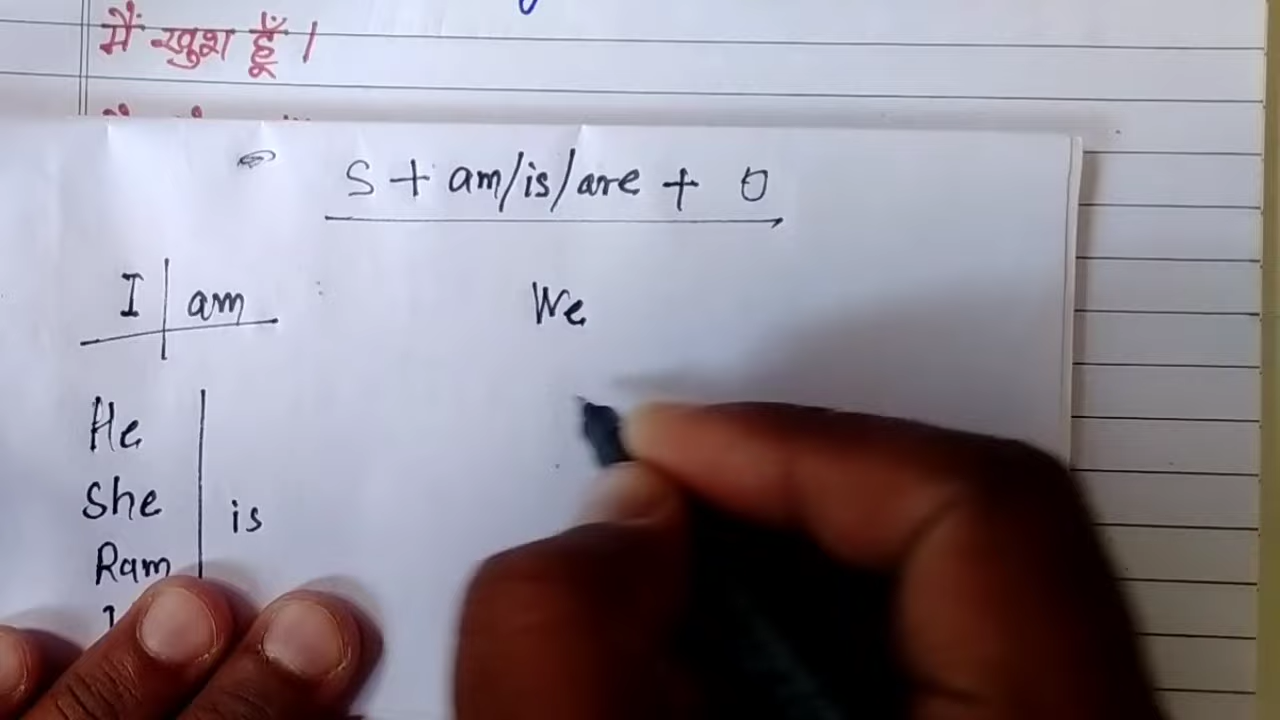 मैं खुश हूँ।
S + am/is/are + O
I am
We
He
She
is
Ram